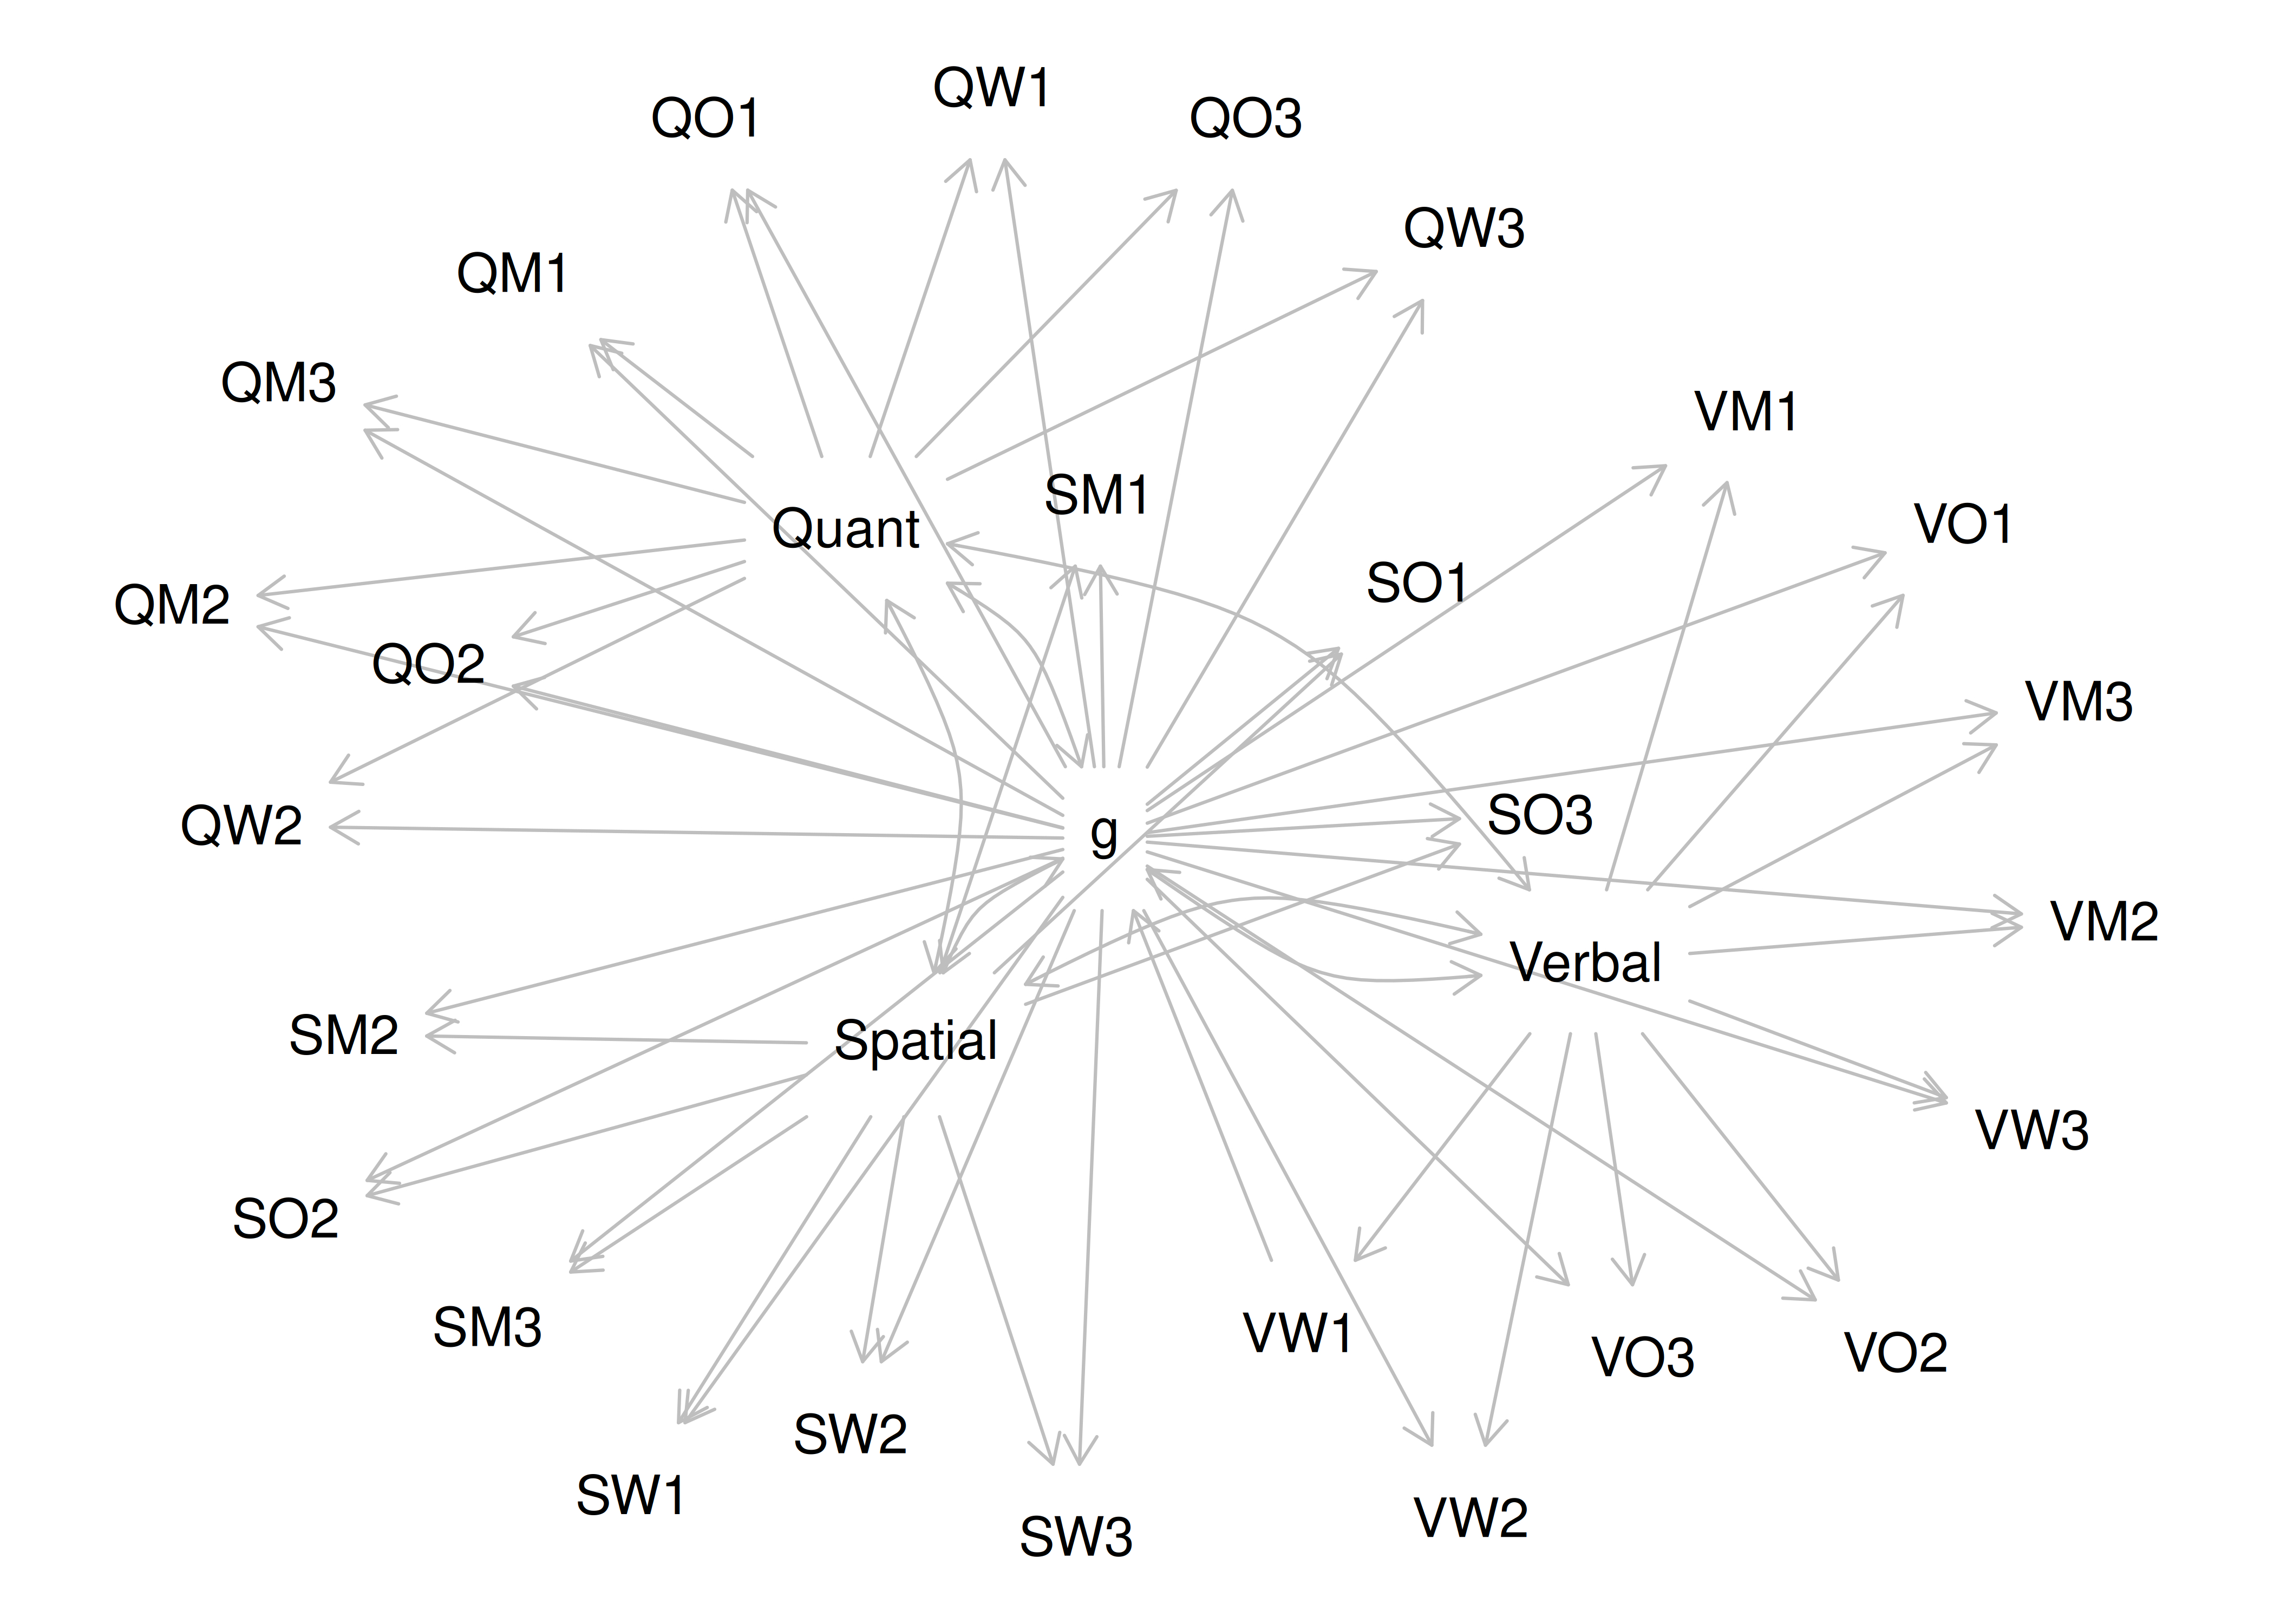 QW1
QO1
QO3
QW3
QM1
QM3
VM1
SM1
Quant
VO1
SO1
QM2
QO2
VM3
SO3
QW2
g
VM2
Verbal
SM2
Spatial
VW3
SO2
SM3
VW1
VO3
VO2
SW2
SW1
VW2
SW3